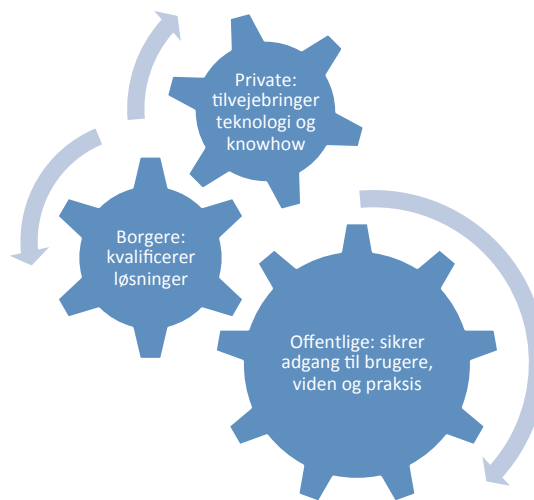 Private:
tilvejebringer
teknologi og
knowhow
Borgere:
kvalificerer
løsninger
Offentlige: sikrer
adgang til brugere,
viden og praksis